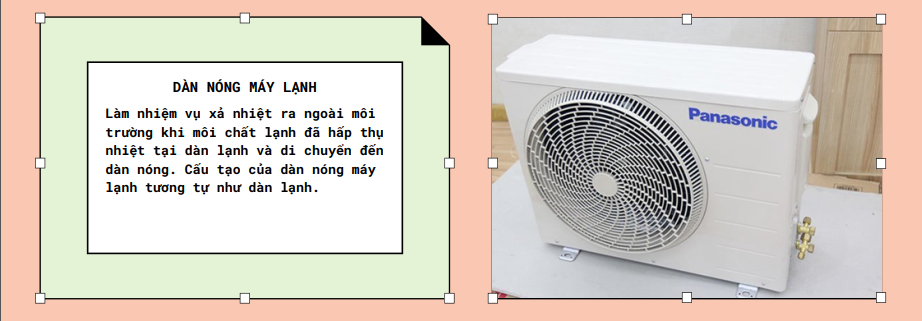 DÀN NÓNG MÁY LẠNH
Làm nhiệm vụ xả nhiệt ra ngoài môi
trường khi môi chất lạnh đã hấp thụ
nhiệt tại dàn lạnh và di chuyển đến
dàn nóng. Cấu tạo của dàn nóng máy
lạnh tương tự như dàn lạnh.
Panasonic